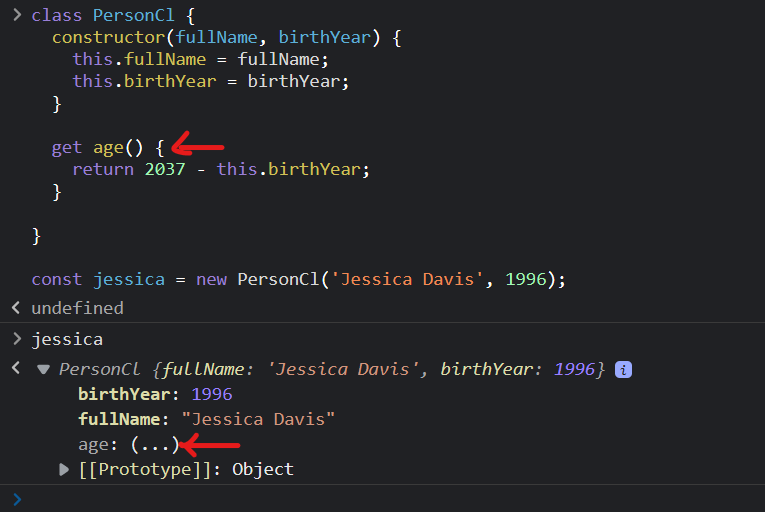 class PersonCl {
constructor(fullName, birthYear) {
this.fullName = fullName;
this.birthYear = birthYear;
}
get age() {
return 2037 - this.birthYear;
}
}
const jessica = new PersonCl('Jessica Davis', 1996);
undefined
jessica
PersonCl {fullName: 'Jessica Davis', birthYear: 1996} i
birthYear: 1996
fullName: "Jessica Davis"
age: (...)
[[Prototype]]: Object